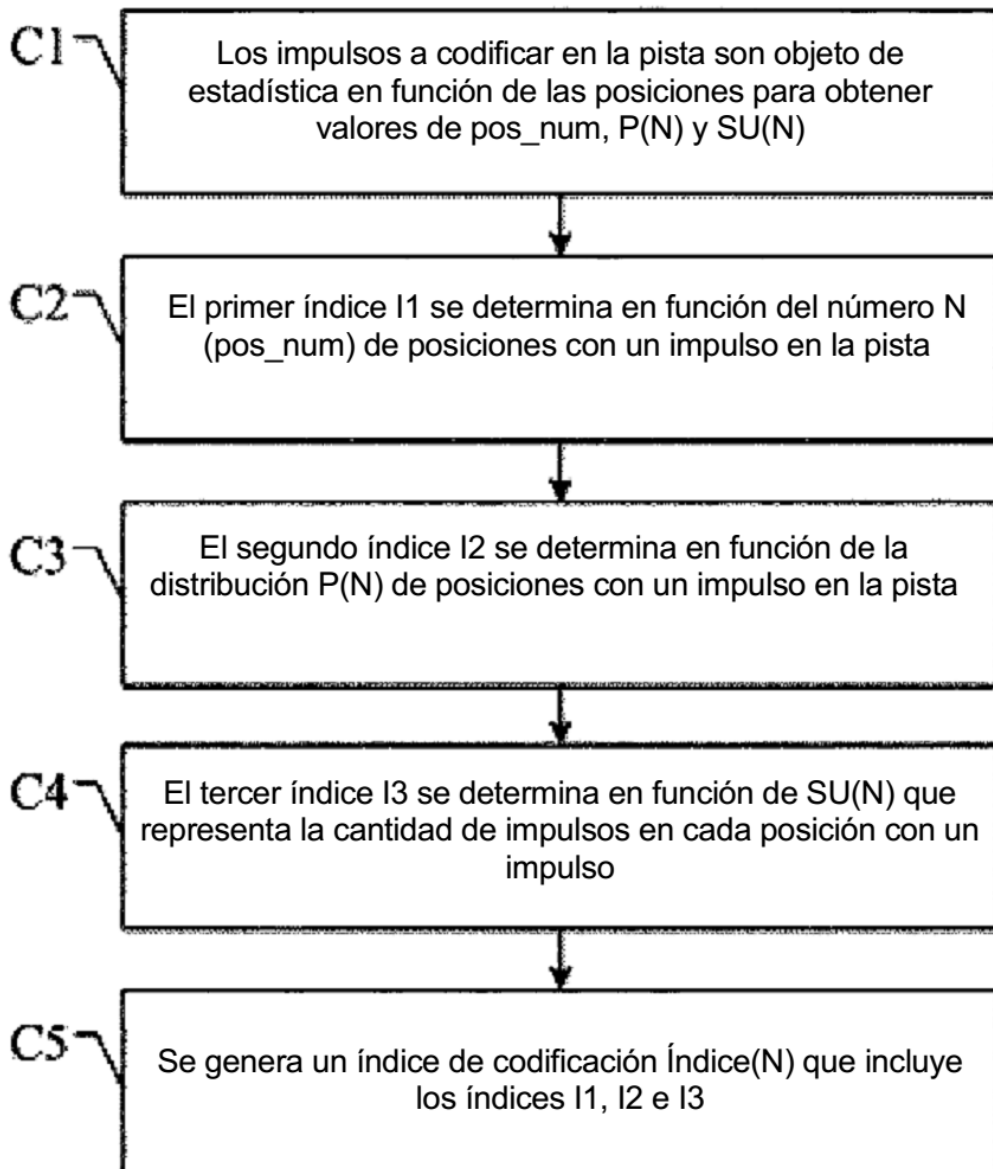 C1
Los impulsos a codificar en la pista son objeto de
estadística en función de las posiciones para obtener
valores de pos_num, P(N) y SU(N)
C2
El primer índice I1 se determina en función del número N
(pos_num) de posiciones con un impulso en la pista
C3
El segundo índice I2 se determina en función de la
distribución P(N) de posiciones con un impulso en la pista
C4
El tercer índice I3 se determina en función de SU(N) que
representa la cantidad de impulsos en cada posición con un
impulso
C5
Se genera un índice de codificación Índice(N) que incluye
los índices I1, I2 e I3